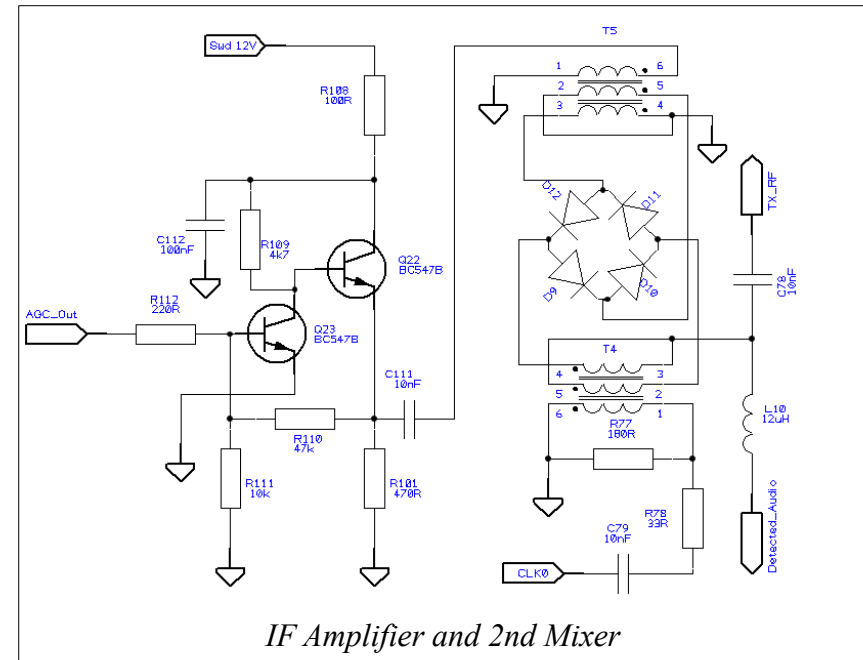 Swd 12V
T5
1
6
2
5
3
4
R108
100R
TX_RF
D12
D11
C112
100nF
R109
4k7
Q22
BC547B
C78
10nF
D9
D10
AGC_Out
R112
220R
Q23
BC547B
T4
C111
10nF
4
3
5
2
6
1
L10
12uH
R77
180R
R110
47k
R111
10k
R101
470R
R78
33R
C79
10nF
CLK0
Detected_Audio
IF Amplifier and 2nd Mixer